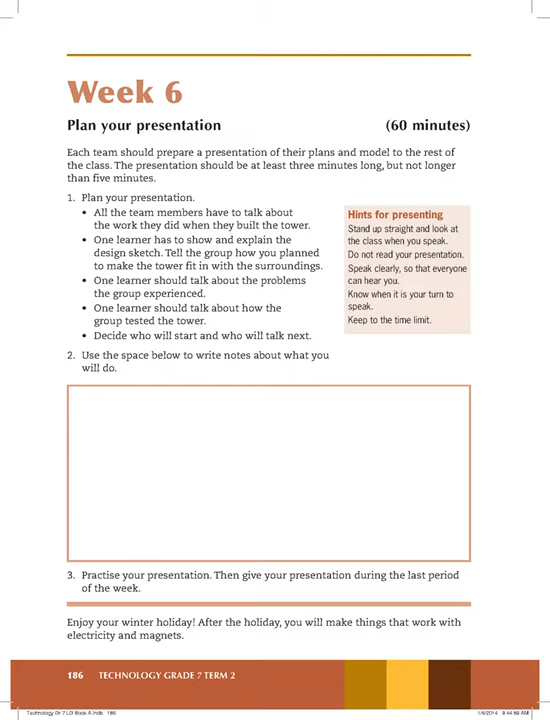 Week 6
Plan your presentation (60 minutes)
Each team should prepare a presentation of their plans and model to the rest of
the class. The presentation should be at least three minutes long, but not longer
than five minutes.
1. Plan your presentation.
• All the team members have to talk about
the work they did when they built the tower.
• One learner has to show and explain the
design sketch. Tell the group how you planned
to make the tower fit in with the surroundings.
• One learner should talk about the problems
the group experienced.
• One learner should talk about how the
group tested the tower.
• Decide who will start and who will talk next.
2. Use the space below to write notes about what you
will do.
Hints for presenting
Stand up straight and look at
the class when you speak.
Do not read your presentation.
Speak clearly, so that everyone
can hear you.
Know when it is your turn to
speak.
Keep to the time limit.
3. Practise your presentation. Then give your presentation during the last period
of the week.
Enjoy your winter holiday! After the holiday, you will make things that work with
electricity and magnets.
186 TECHNOLOGY GRADE 7 TERM 2
Technology Gr 7 LG Book A.indb 186